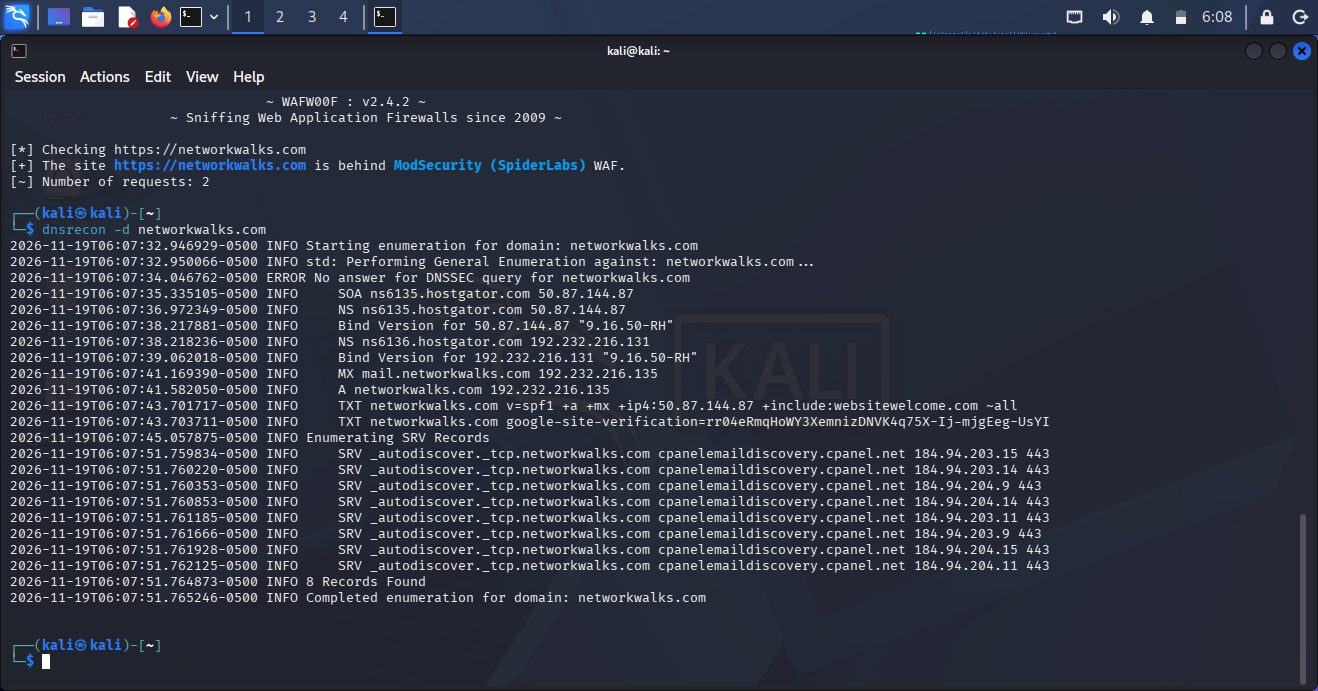 1 2 3 4 6:08
kali@kali: ~
Session Actions Edit View Help
~ WAFW00F : v2.4.2 ~
~ Sniffing Web Application Firewalls since 2009 ~
[*] Checking https://networkwalks.com
[+] The site https://networkwalks.com is behind ModSecurity (SpiderLabs) WAF.
[~] Number of requests: 2
┌──(kali㉿kali)-[~]
└─$ dnsrecon -d networkwalks.com
2026-11-19T06:07:32.946929-0500 INFO Starting enumeration for domain: networkwalks.com
2026-11-19T06:07:32.950066-0500 INFO std: Performing General Enumeration against: networkwalks.com...
2026-11-19T06:07:34.046762-0500 ERROR No answer for DNSSEC query for networkwalks.com
2026-11-19T06:07:35.335105-0500 INFO SOA ns6135.hostgator.com 50.87.144.87
2026-11-19T06:07:36.972349-0500 INFO NS ns6135.hostgator.com 50.87.144.87
2026-11-19T06:07:38.217881-0500 INFO Bind Version for 50.87.144.87 "9.16.50-RH"
2026-11-19T06:07:38.218236-0500 INFO NS ns6136.hostgator.com 192.232.216.131
2026-11-19T06:07:39.062018-0500 INFO Bind Version for 192.232.216.131 "9.16.50-RH"
2026-11-19T06:07:41.169390-0500 INFO MX mail.networkwalks.com 192.232.216.135
2026-11-19T06:07:41.582050-0500 INFO A networkwalks.com 192.232.216.135
2026-11-19T06:07:43.701717-0500 INFO TXT networkwalks.com v=spf1 +a +mx +ip4:50.87.144.87 +include:websitewelcome.com ~all
2026-11-19T06:07:43.703711-0500 INFO TXT networkwalks.com google-site-verification=rr04eRmqHoWY3XemnizDNVK4q75X-Ij-mjgEeg-UsYI
2026-11-19T06:07:45.057875-0500 INFO Enumerating SRV Records
2026-11-19T06:07:51.759834-0500 INFO SRV _autodiscover._tcp.networkwalks.com cpanelemaildiscovery.cpanel.net 184.94.203.15 443
2026-11-19T06:07:51.760220-0500 INFO SRV _autodiscover._tcp.networkwalks.com cpanelemaildiscovery.cpanel.net 184.94.203.14 443
2026-11-19T06:07:51.760353-0500 INFO SRV _autodiscover._tcp.networkwalks.com cpanelemaildiscovery.cpanel.net 184.94.204.9 443
2026-11-19T06:07:51.760853-0500 INFO SRV _autodiscover._tcp.networkwalks.com cpanelemaildiscovery.cpanel.net 184.94.204.14 443
2026-11-19T06:07:51.761185-0500 INFO SRV _autodiscover._tcp.networkwalks.com cpanelemaildiscovery.cpanel.net 184.94.203.11 443
2026-11-19T06:07:51.761666-0500 INFO SRV _autodiscover._tcp.networkwalks.com cpanelemaildiscovery.cpanel.net 184.94.203.9 443
2026-11-19T06:07:51.761928-0500 INFO SRV _autodiscover._tcp.networkwalks.com cpanelemaildiscovery.cpanel.net 184.94.204.15 443
2026-11-19T06:07:51.762125-0500 INFO SRV _autodiscover._tcp.networkwalks.com cpanelemaildiscovery.cpanel.net 184.94.204.11 443
2026-11-19T06:07:51.764873-0500 INFO 8 Records Found
2026-11-19T06:07:51.765246-0500 INFO Completed enumeration for domain: networkwalks.com
┌──(kali㉿kali)-[~]
└─$
KALI
Home